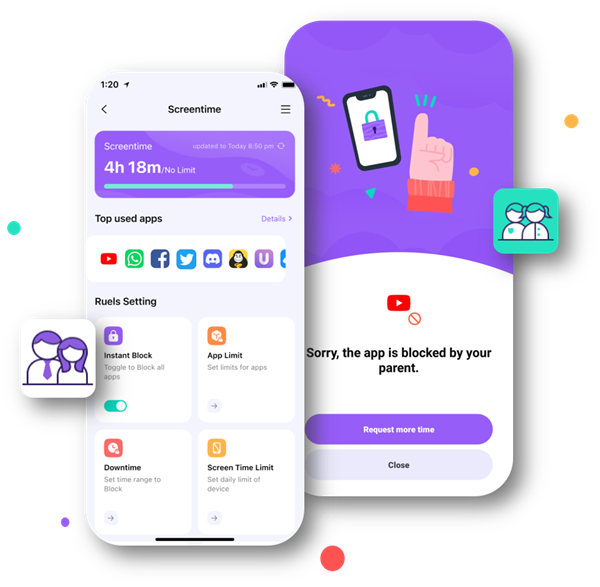 1:20
Screentime
Screentime
updated to Today 8:50 pm
4h 18m/No Limit
Top used apps
Details >
U
Ruels Setting
Instant Block
Toggle to Block all
apps
App Limit
Set limits for apps
Downtime
Set time range to
Block
Screen Time Limit
Set daily limit of
device
Sorry, the app is blocked by your
parent.
Request more time
Close